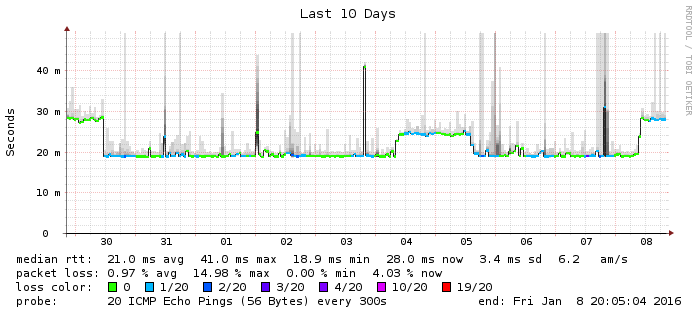 Last 10 Days
RRDTOOL / TOBI OETIKER
Seconds
40 m
30 m
20 m
10 m
0
30 31 01 02 03 04 05 06 07 08
median rtt: 21.0 ms avg 41.0 ms max 18.9 ms min 28.0 ms now 3.4 ms sd 6.2 am/s
packet loss: 0.97 % avg 14.98 % max 0.00 % min 4.03 % now
loss color: 0 1/20 2/20 3/20 4/20 10/20 19/20
probe: 20 ICMP Echo Pings (56 Bytes) every 300s end: Fri Jan 8 20:05:04 2016